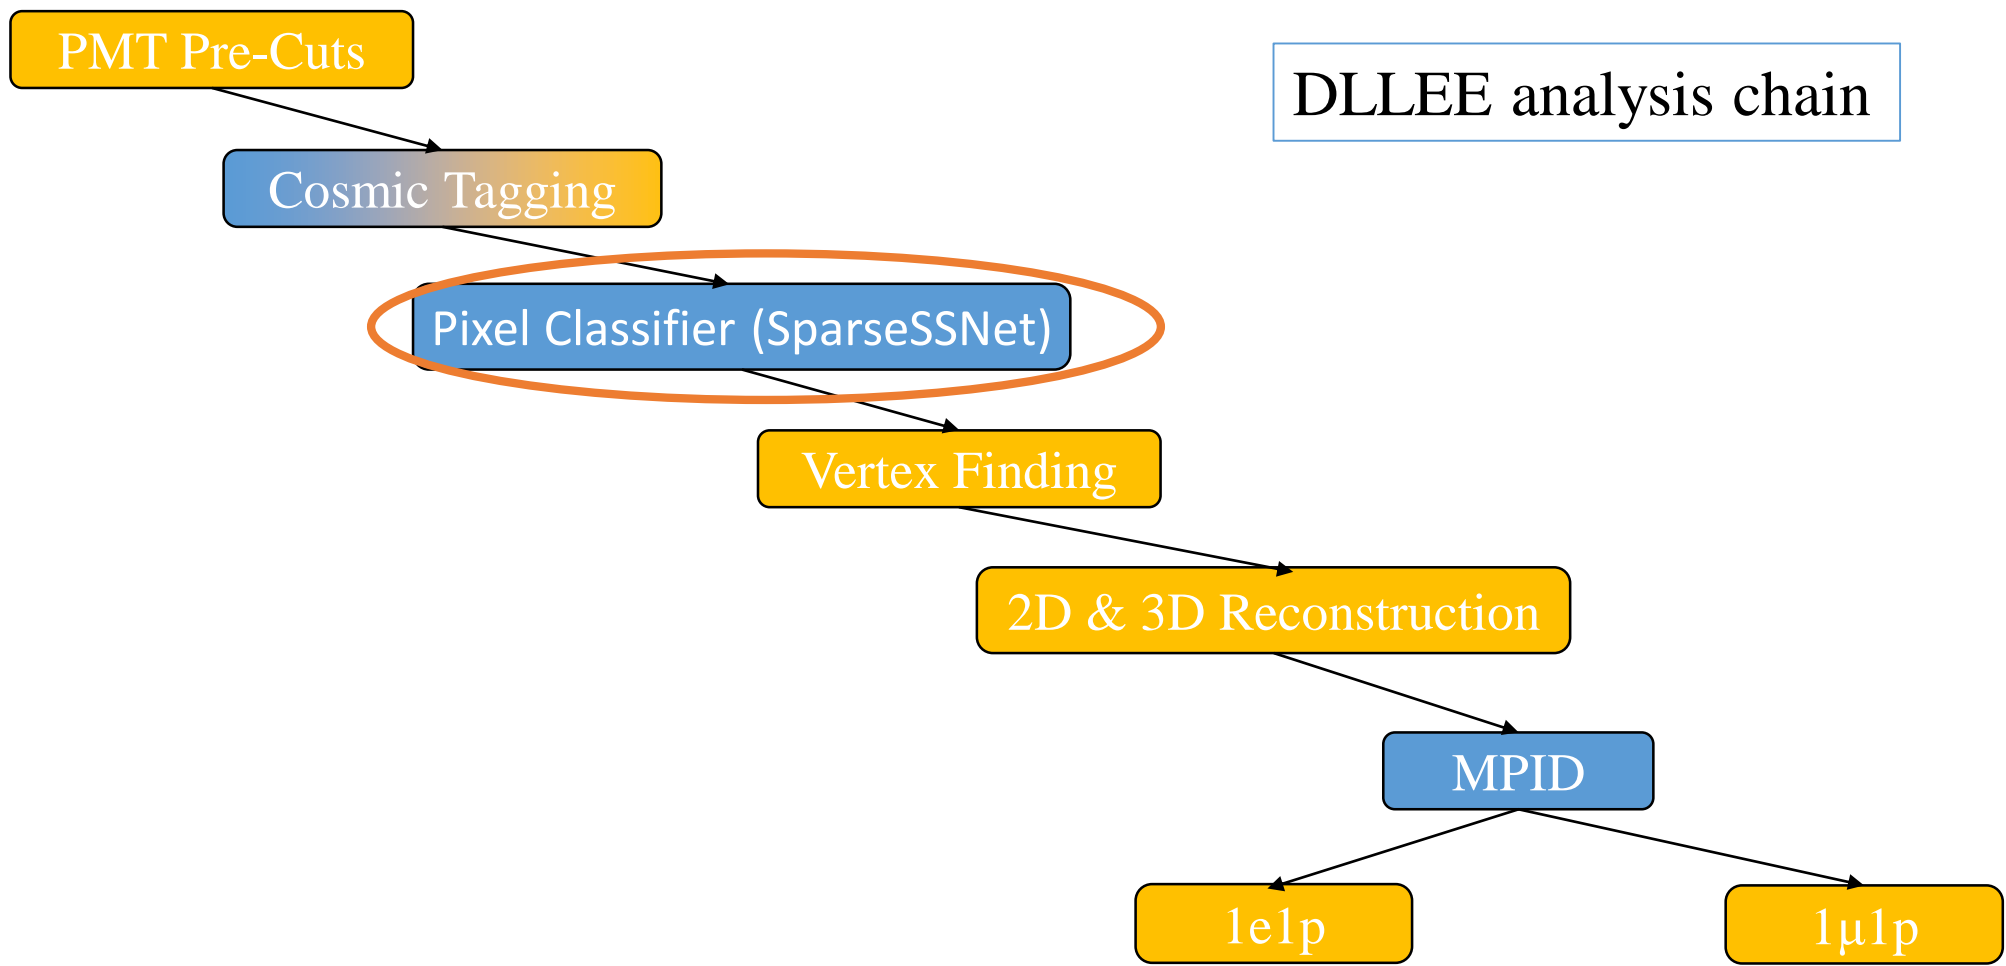 PMT Pre-Cuts
DLLEE analysis chain
Cosmic Tagging
Pixel Classifier (SparseSSNet)
Vertex Finding
2D & 3D Reconstruction
MPID
1e1p
1μ1p